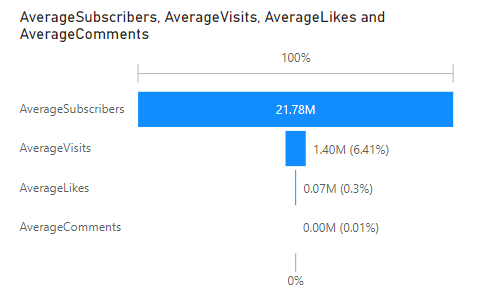 AverageSubscribers, AverageVisits, AverageLikes and
AverageComments
100%
AverageSubscribers 21.78M
AverageVisits 1.40M (6.41%)
AverageLikes 0.07M (0.3%)
AverageComments 0.00M (0.01%)
0%